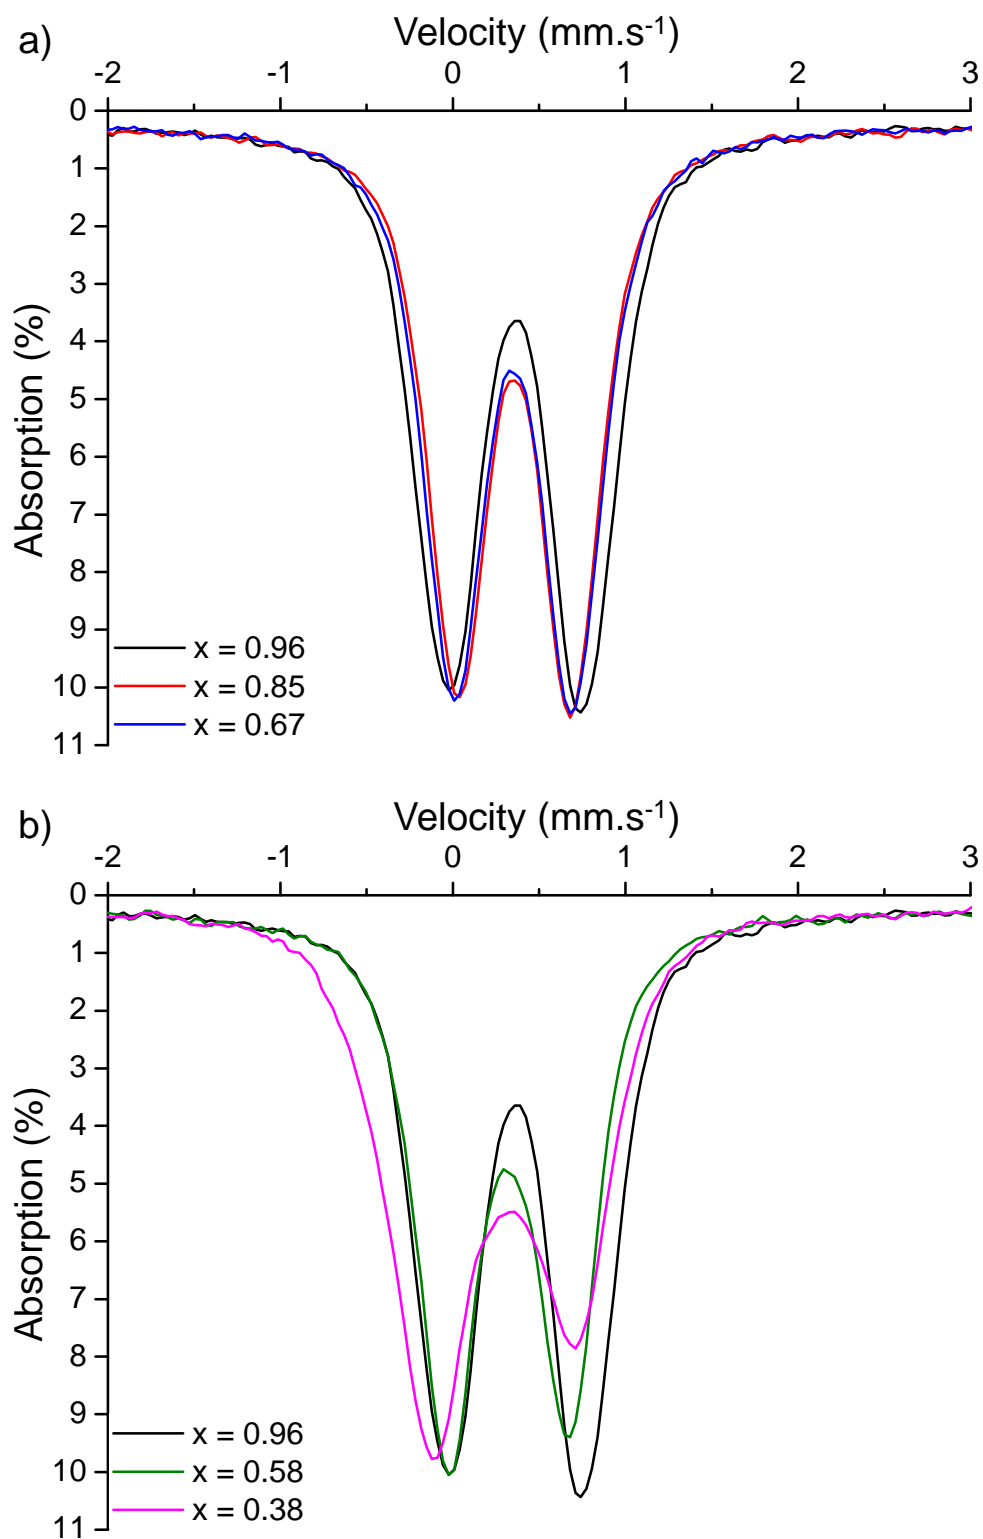 a)
Velocity (mm.s-1)
-2 -1 0 1 2 3
0
1
2
3
4
5
6
7
8
9
10
11
Absorption (%)
x = 0.96
x = 0.85
x = 0.67
b)
Velocity (mm.s-1)
-2 -1 0 1 2 3
0
1
2
3
4
5
6
7
8
9
10
11
Absorption (%)
x = 0.96
x = 0.58
x = 0.38